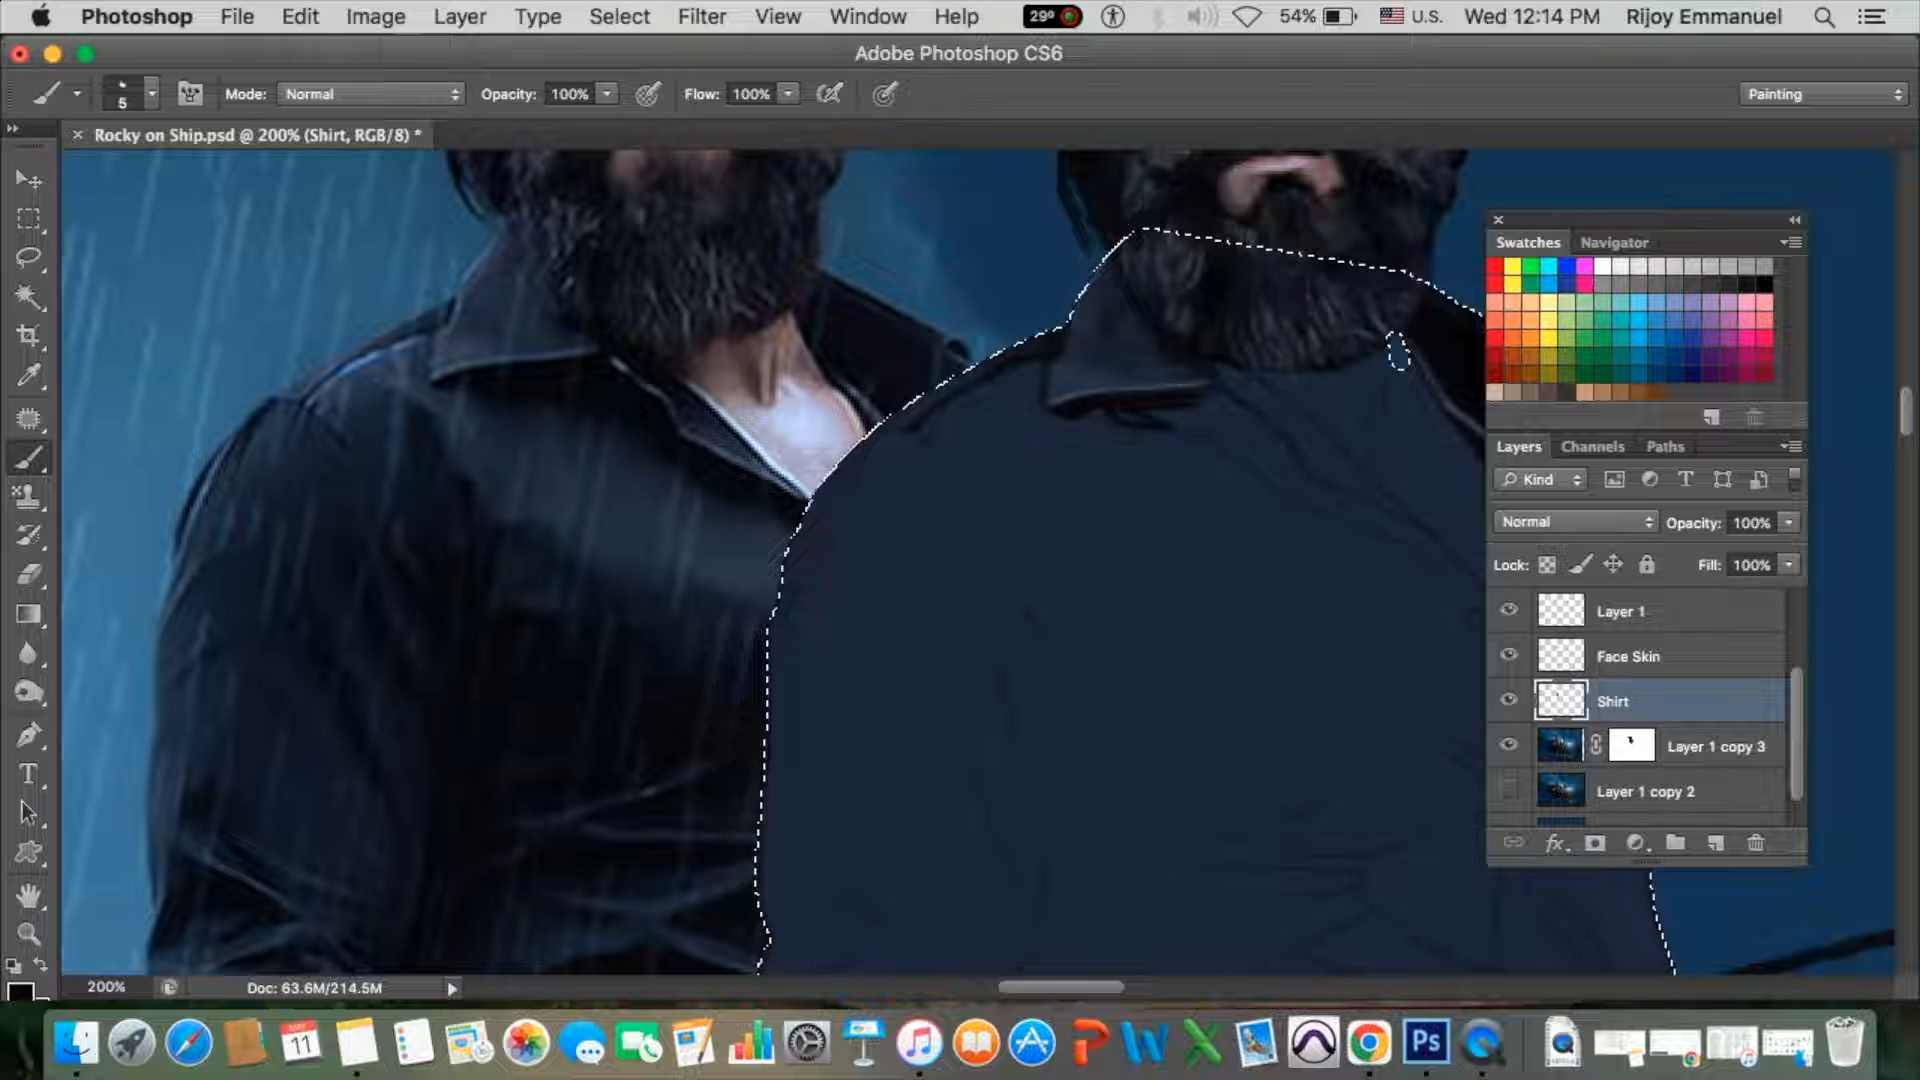 Photoshop File Edit Image Layer Type Select Filter View Window Help 29° 54% U.S. Wed 12:14 PM Rijoy Emmanuel
Adobe Photoshop CS6
5 Mode: Normal Opacity: 100% Flow: 100% Painting
× Rocky on Ship.psd @ 200% (Shirt, RGB/8) *
Swatches Navigator
Layers Channels Paths
Kind
Normal Opacity: 100%
Lock: Fill: 100%
Layer 1
Face Skin
Shirt
Layer 1 copy 3
Layer 1 copy 2
fx
200% Doc: 63.6M/214.5M
11
Ps